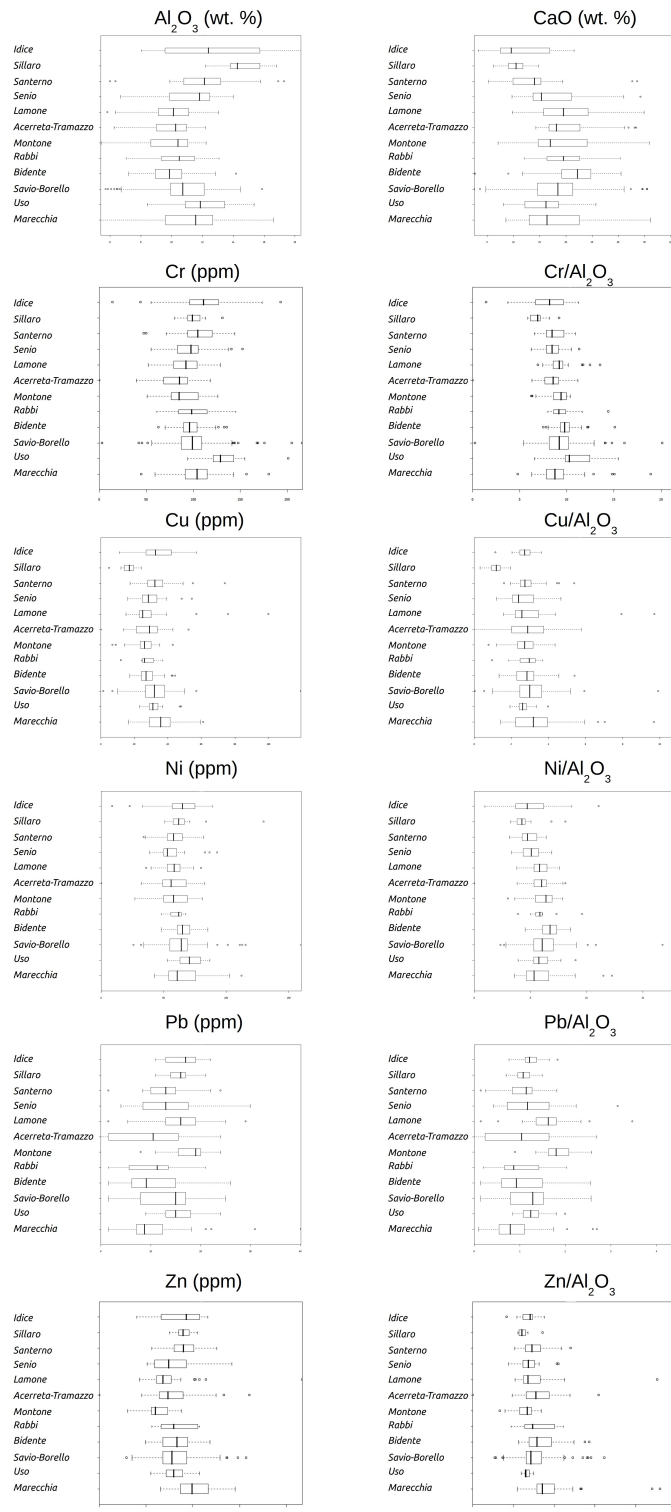 Al2O3 (wt. %)
Idice
Sillaro
Santerno
Senio
Lamone
Acerreta-Tramazzo
Montone
Rabbi
Bidente
Savio-Borello
Uso
Marecchia
CaO (wt. %)
Idice
Sillaro
Santerno
Senio
Lamone
Acerreta-Tramazzo
Montone
Rabbi
Bidente
Savio-Borello
Uso
Marecchia
Cr (ppm)
Idice
Sillaro
Santerno
Senio
Lamone
Acerreta-Tramazzo
Montone
Rabbi
Bidente
Savio-Borello
Uso
Marecchia
Cr/Al2O3
Idice
Sillaro
Santerno
Senio
Lamone
Acerreta-Tramazzo
Montone
Rabbi
Bidente
Savio-Borello
Uso
Marecchia
Cu (ppm)
Idice
Sillaro
Santerno
Senio
Lamone
Acerreta-Tramazzo
Montone
Rabbi
Bidente
Savio-Borello
Uso
Marecchia
Cu/Al2O3
Idice
Sillaro
Santerno
Senio
Lamone
Acerreta-Tramazzo
Montone
Rabbi
Bidente
Savio-Borello
Uso
Marecchia
Ni (ppm)
Idice
Sillaro
Santerno
Senio
Lamone
Acerreta-Tramazzo
Montone
Rabbi
Bidente
Savio-Borello
Uso
Marecchia
Ni/Al2O3
Idice
Sillaro
Santerno
Senio
Lamone
Acerreta-Tramazzo
Montone
Rabbi
Bidente
Savio-Borello
Uso
Marecchia
Pb (ppm)
Idice
Sillaro
Santerno
Senio
Lamone
Acerreta-Tramazzo
Montone
Rabbi
Bidente
Savio-Borello
Uso
Marecchia
Pb/Al2O3
Idice
Sillaro
Santerno
Senio
Lamone
Acerreta-Tramazzo
Montone
Rabbi
Bidente
Savio-Borello
Uso
Marecchia
Zn (ppm)
Idice
Sillaro
Santerno
Senio
Lamone
Acerreta-Tramazzo
Montone
Rabbi
Bidente
Savio-Borello
Uso
Marecchia
Zn/Al2O3
Idice
Sillaro
Santerno
Senio
Lamone
Acerreta-Tramazzo
Montone
Rabbi
Bidente
Savio-Borello
Uso
Marecchia